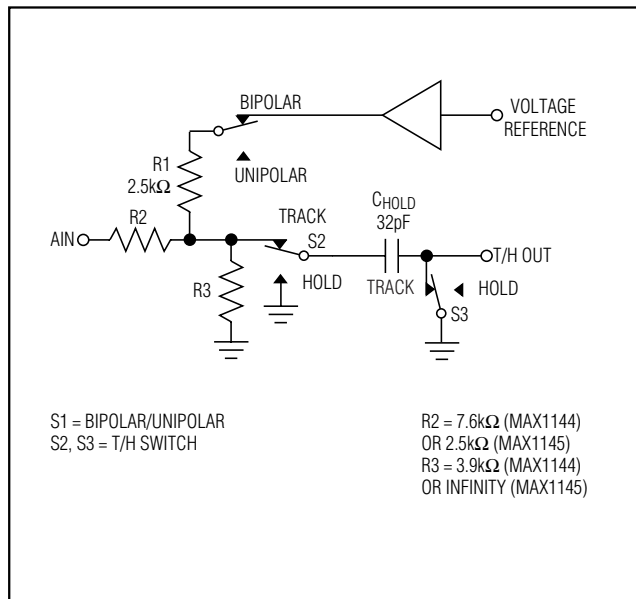 BIPOLAR
VOLTAGE
REFERENCE
R1
2.5kΩ
UNIPOLAR
CHOLD
32pF
AIN
R2
TRACK
S2
T/H OUT
R3
HOLD
TRACK
HOLD
S3
S1 = BIPOLAR/UNIPOLAR
S2, S3 = T/H SWITCH
R2 = 7.6kΩ (MAX1144)
OR 2.5kΩ (MAX1145)
R3 = 3.9kΩ (MAX1144)
OR INFINITY (MAX1145)